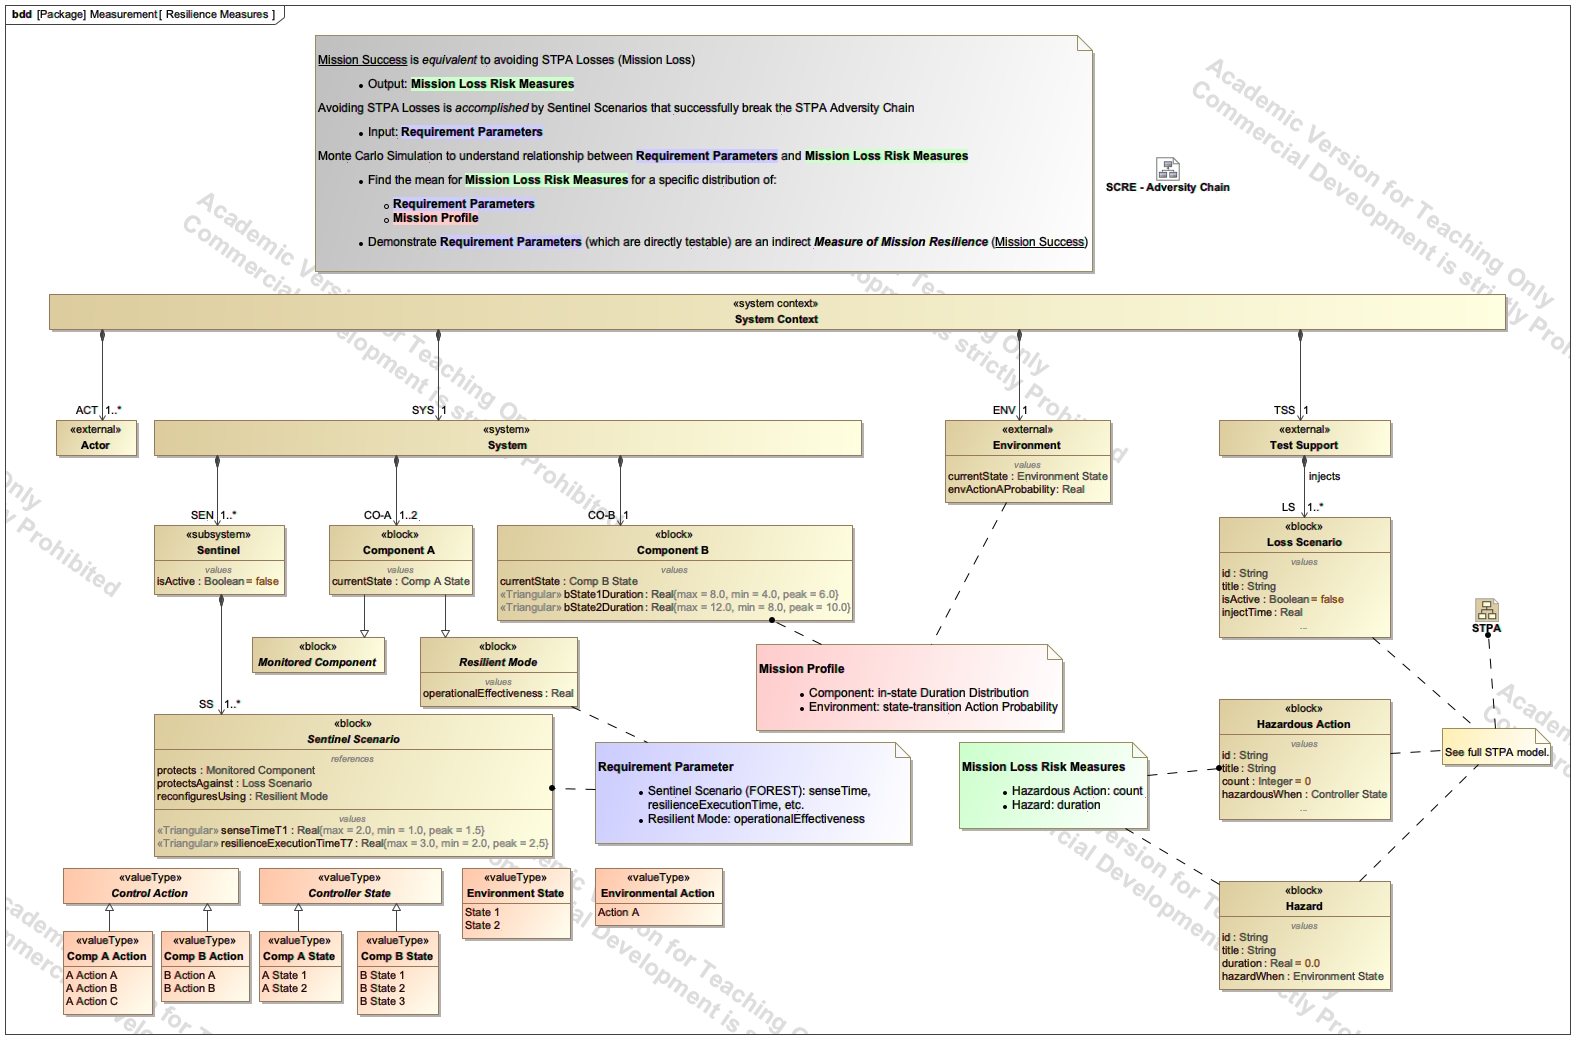 bdd [Package] Measurement[ Resilience Measures ]
Mission Success is equivalent to avoiding STPA Losses (Mission Loss)
• Output: Mission Loss Risk Measures
Avoiding STPA Losses is accomplished by Sentinel Scenarios that successfully break the STPA Adversity Chain
• Input: Requirement Parameters
Monte Carlo Simulation to understand relationship between Requirement Parameters and Mission Loss Risk Measures
• Find the mean for Mission Loss Risk Measures for a specific distribution of:
o Requirement Parameters
o Mission Profile
• Demonstrate Requirement Parameters (which are directly testable) are an indirect Measure of Mission Resilience (Mission Success)
SCRE - Adversity Chain
Academic Version for Teaching Only
Commercial Development is strictly Prohibited
«system context»
System Context
ACT 1..*
SYS 1
ENV 1
TSS 1
«external»
Actor
«system»
System
«external»
Environment
values
currentState : Environment State
envActionAProbability: Real
«external»
Test Support
injects
LS 1..*
SEN 1..*
CO-A 1..2
CO-B 1
«subsystem»
Sentinel
values
isActive : Boolean = false
«block»
Component A
values
currentState : Comp A State
«block»
Component B
values
currentState : Comp B State
«Triangular» bState1Duration : Real{max = 8.0, min = 4.0, peak = 6.0}
«Triangular» bState2Duration : Real{max = 12.0, min = 8.0, peak = 10.0}
«block»
Loss Scenario
values
id : String
title : String
isActive : Boolean = false
injectTime : Real
...
STPA
«block»
Monitored Component
«block»
Resilient Mode
values
operationalEffectiveness : Real
Mission Profile
• Component: in-state Duration Distribution
• Environment: state-transition Action Probability
SS 1..*
«block»
Sentinel Scenario
references
protects : Monitored Component
protectsAgainst : Loss Scenario
reconfiguresUsing : Resilient Mode
values
«Triangular» senseTimeT1 : Real{max = 2.0, min = 1.0, peak = 1.5}
«Triangular» resilienceExecutionTimeT7 : Real{max = 3.0, min = 2.0, peak = 2.5}
Requirement Parameter
• Sentinel Scenario (FOREST): senseTime,
resilienceExecutionTime, etc.
• Resilient Mode: operationalEffectiveness
Mission Loss Risk Measures
• Hazardous Action: count
• Hazard: duration
«block»
Hazardous Action
values
id : String
title : String
count : Integer = 0
hazardousWhen : Controller State
...
See full STPA model.
«block»
Hazard
values
id : String
title : String
duration : Real = 0.0
hazardWhen : Environment State
«valueType»
Control Action
«valueType»
Controller State
«valueType»
Environment State
State 1
State 2
«valueType»
Environmental Action
Action A
«valueType»
Comp A Action
A Action A
A Action B
A Action C
«valueType»
Comp B Action
B Action A
B Action B
«valueType»
Comp A State
A State 1
A State 2
«valueType»
Comp B State
B State 1
B State 2
B State 3